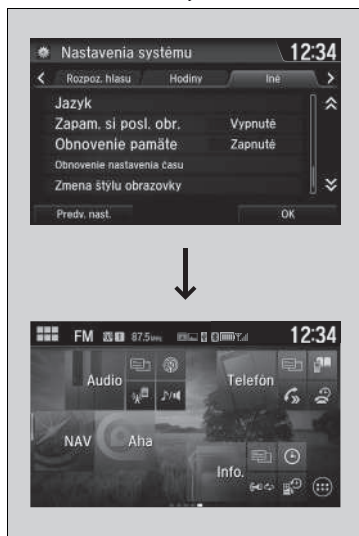 Nastavenia systému 12:34
Rozpoz. hlasu Hodiny Iné
Jazyk
Zapam. si posl. obr. Vypnuté
Obnovenie pamäte Zapnuté
Obnovenie nastavenia času
Zmena štýlu obrazovky
Predv. nast. OK
FM 87.5 12:34
Audio Telefón
NAV Aha
Info.